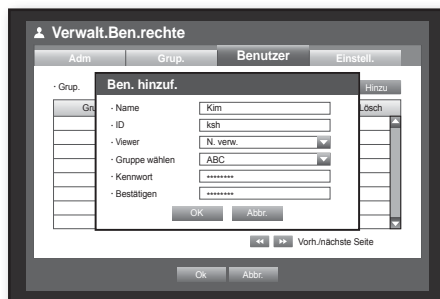 Verwalt.Ben.rechte
Adm Grup. Benutzer Einstell.
· Grup. Hinzu
Ben. hinzuf.
Gru Lösch
· Name Kim
· ID ksh
· Viewer N. verw.
· Gruppe wählen ABC
· Kennwort ********
· Bestätigen ********
OK Abbr.
Vorh./nächste Seite
Ok Abbr.